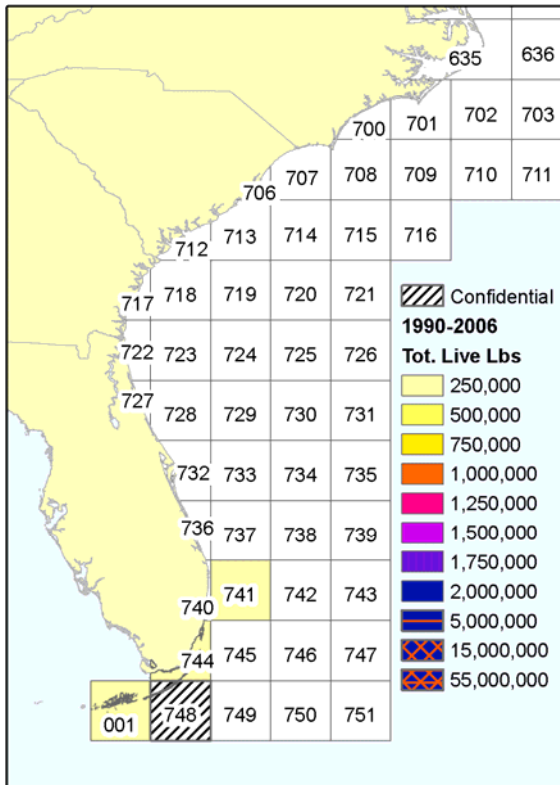 635 636
700 701 702 703
706 707 708 709 710 711
712 713 714 715 716
717 718 719 720 721
722 723 724 725 726
727 728 729 730 731
732 733 734 735
736 737 738 739
740 741 742 743
744 745 746 747
001 748 749 750 751
Confidential
1990-2006
Tot. Live Lbs
250,000
500,000
750,000
1,000,000
1,250,000
1,500,000
1,750,000
2,000,000
5,000,000
15,000,000
55,000,000